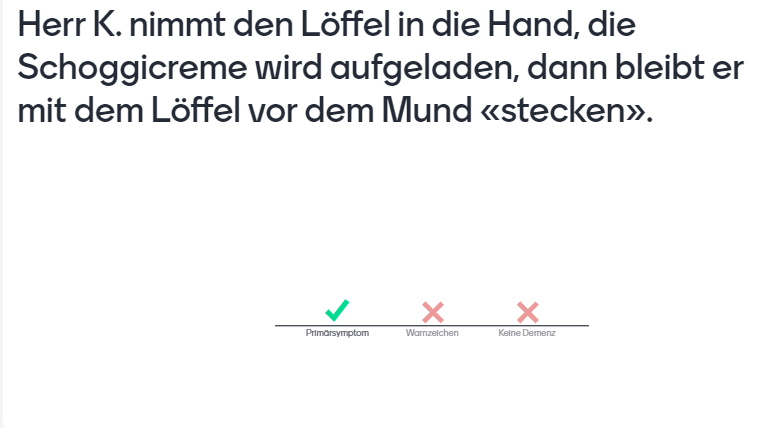 Herr K. nimmt den Löffel in die Hand, die
Schoggicreme wird aufgeladen, dann bleibt er
mit dem Löffel vor dem Mund «stecken».
Primärsymptom Warnzeichen Keine Demenz